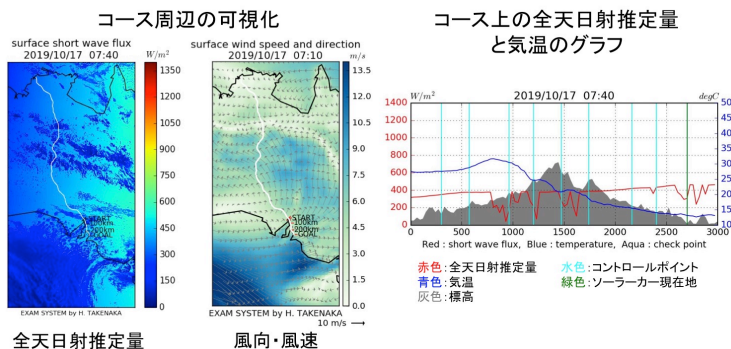 コース周辺の可視化
surface short wave flux
2019/10/17 07:40
W/m²
1350
1200
1050
900
750
600
450
300
150
0
START
100km
200km
GOAL
EXAM SYSTEM by H. TAKENAKA
全天日射推定量
surface wind speed and direction
2019/10/17 07:10
m/s
13.5
12.0
10.5
9.0
7.5
6.0
4.5
3.0
1.5
0.0
START
100km
200km
GOAL
EXAM SYSTEM by H. TAKENAKA
10 m/s
風向・風速
コース上の全天日射推定量
と気温のグラフ
W/m² 2019/10/17 07:40 degC
1400
1200
1000
800
600
400
200
0
50
45
40
35
30
25
20
15
10
0 500 1000 1500 2000 2500 3000
Red : short wave flux, Blue : temperature, Aqua : check point
赤色：全天日射推定量 水色：コントロールポイント
青色：気温 緑色：ソーラーカー現在地
灰色：標高